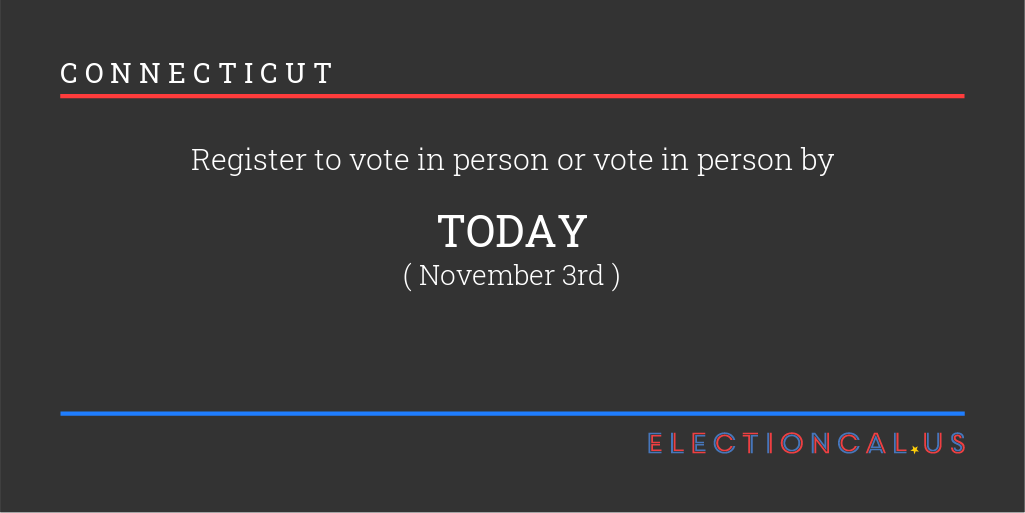 CONNECTICUT
Register to vote in person or vote in person by
TODAY
( November 3rd )
ELECTIONCAL.US